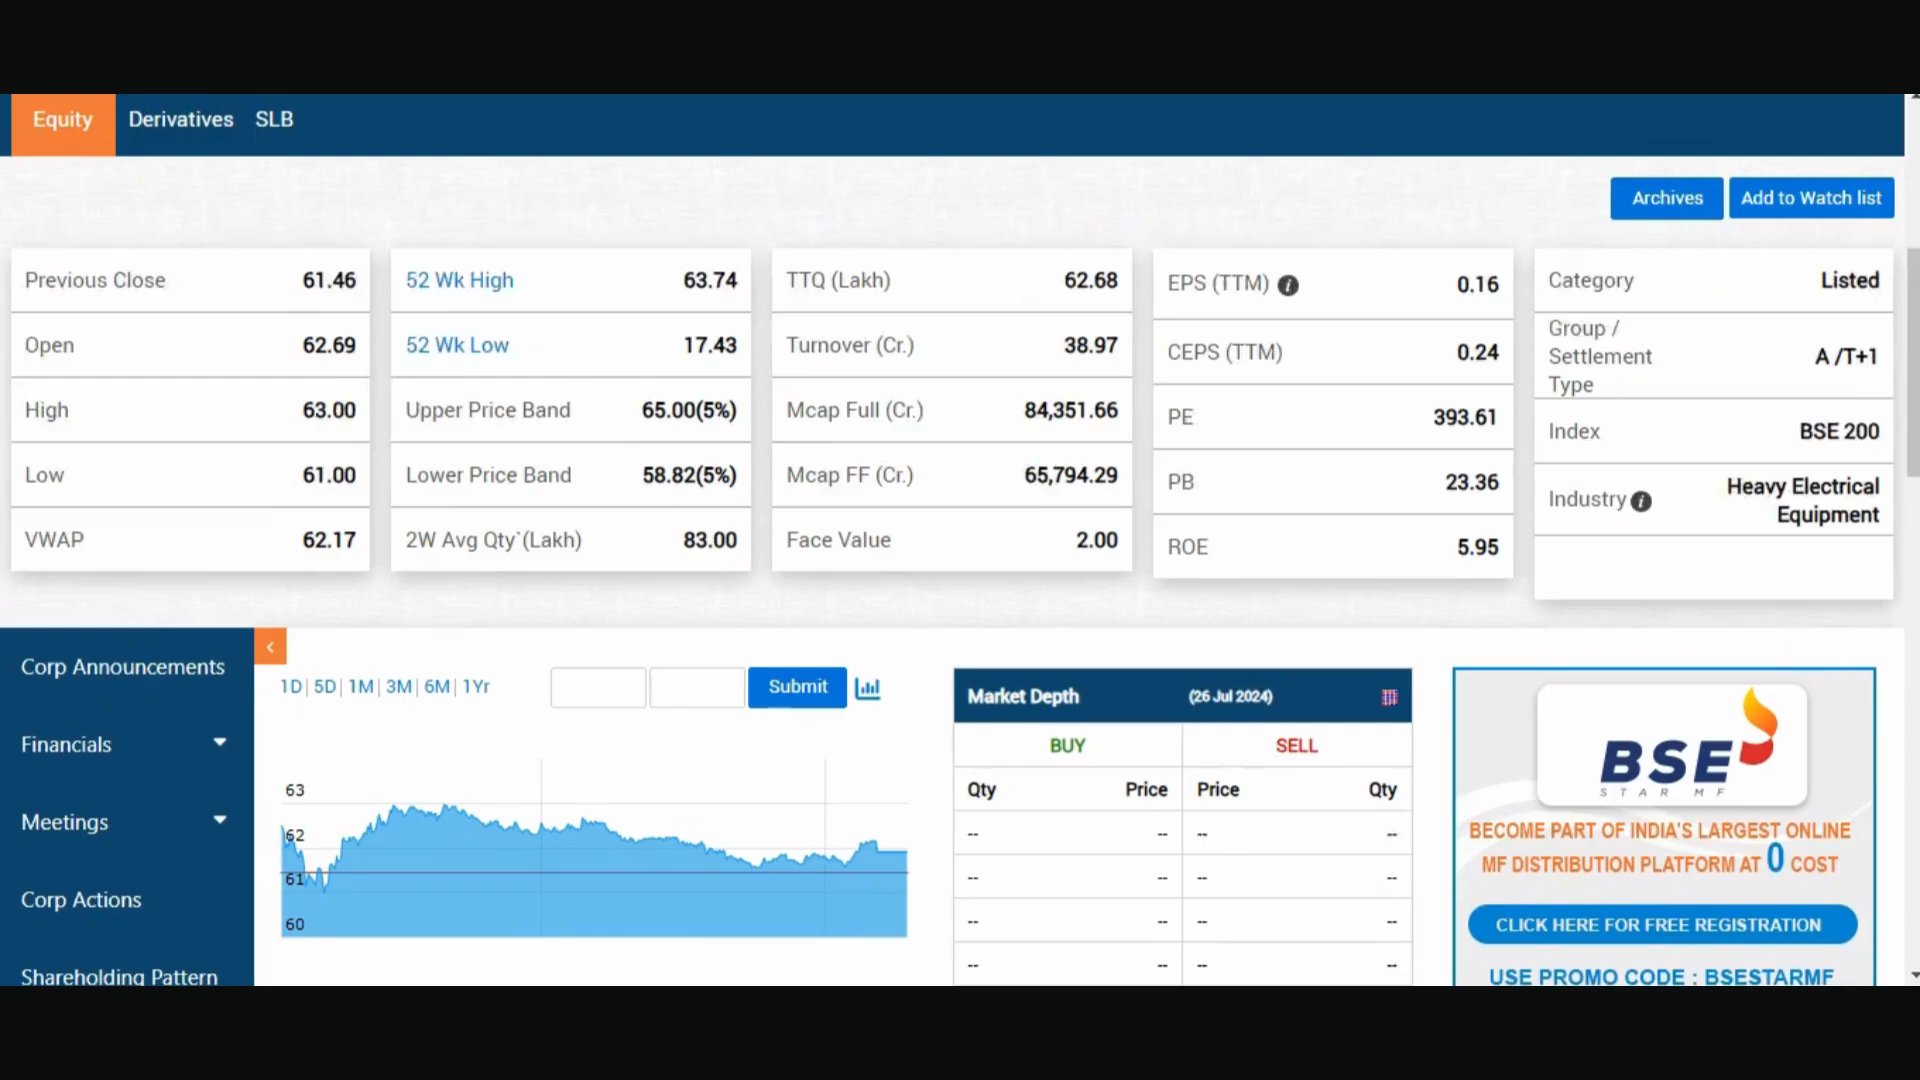 Equity Derivatives SLB
Archives Add to Watch list
Previous Close 61.46
Open 62.69
High 63.00
Low 61.00
VWAP 62.17
52 Wk High 63.74
52 Wk Low 17.43
Upper Price Band 65.00(5%)
Lower Price Band 58.82(5%)
2W Avg Qty`(Lakh) 83.00
TTQ (Lakh) 62.68
Turnover (Cr.) 38.97
Mcap Full (Cr.) 84,351.66
Mcap FF (Cr.) 65,794.29
Face Value 2.00
EPS (TTM) i 0.16
CEPS (TTM) 0.24
PE 393.61
PB 23.36
ROE 5.95
Category Listed
Group /
Settlement A /T+1
Type
Index BSE 200
Industry i Heavy Electrical
Equipment
Corp Announcements
Financials
Meetings
Corp Actions
Shareholding Pattern
<
1D| 5D| 1M| 3M| 6M| 1Yr Submit
63
62
61
60
Market Depth (26 Jul 2024)
BUY SELL
Qty Price Price Qty
-- -- -- --
-- -- -- --
-- -- -- --
-- -- -- --
BSE
STAR MF
BECOME PART OF INDIA'S LARGEST ONLINE
MF DISTRIBUTION PLATFORM AT 0 COST
CLICK HERE FOR FREE REGISTRATION
USE PROMO CODE : BSESTARMF